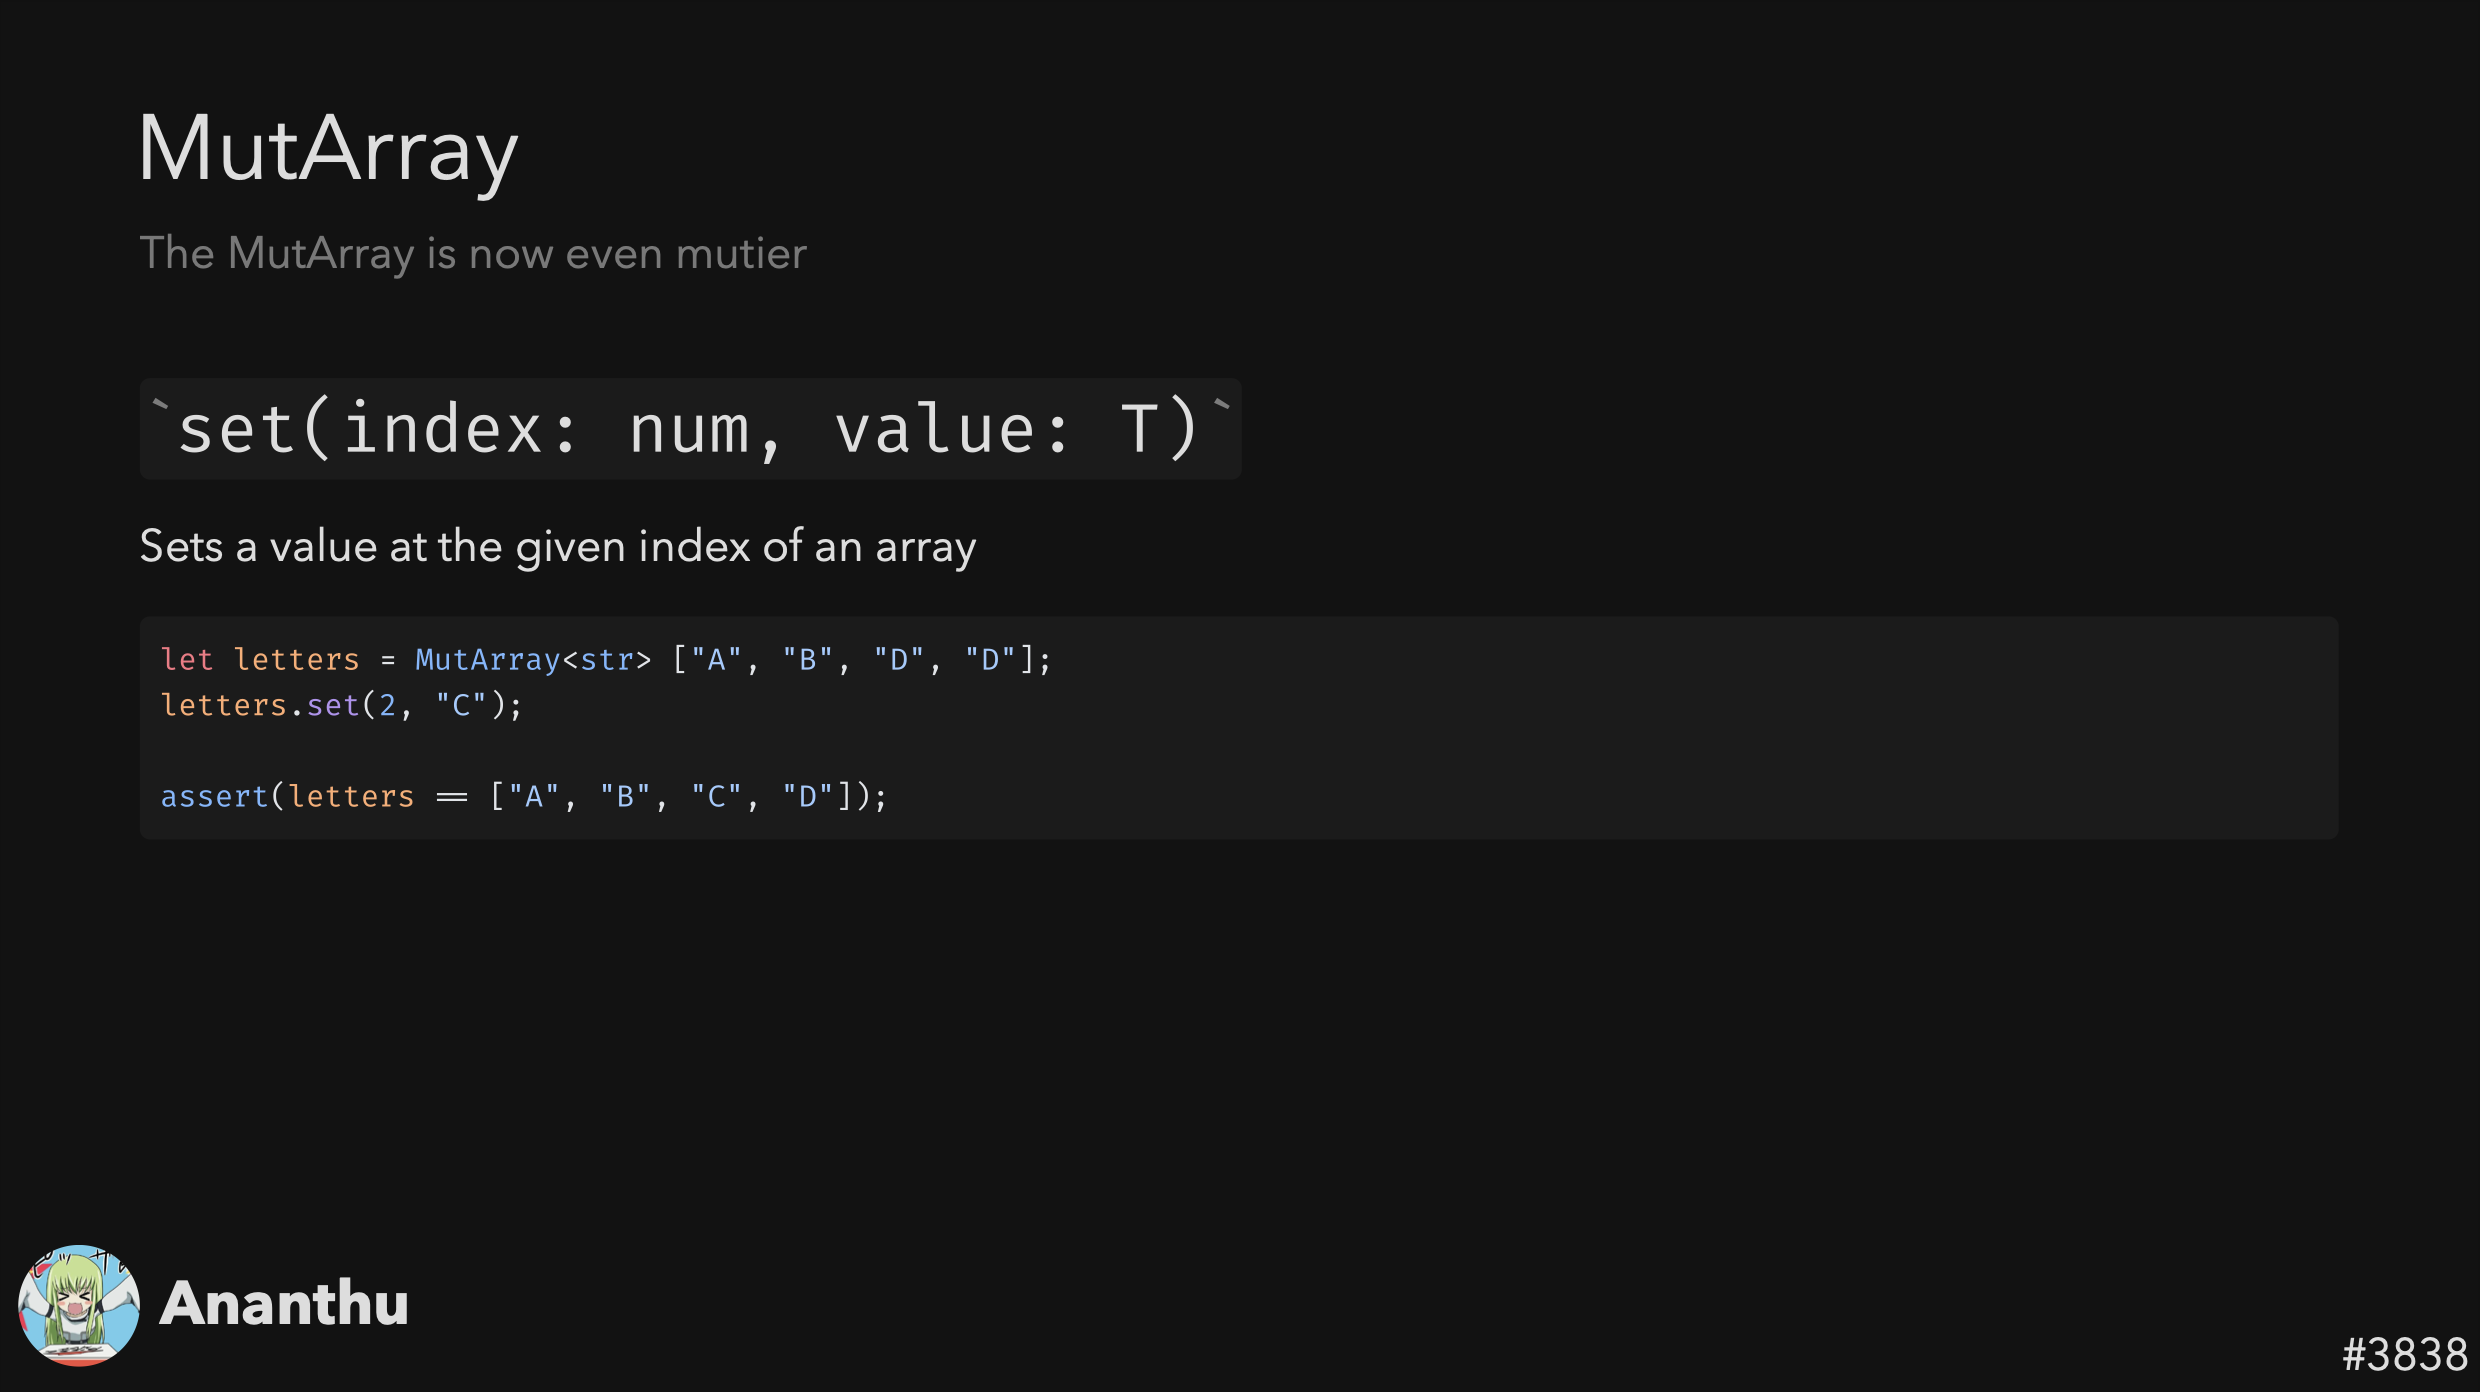 MutArray
The MutArray is now even mutier
`set(index: num, value: T)`
Sets a value at the given index of an array
let letters = MutArray<str> ["A", "B", "D", "D"];
letters.set(2, "C");
assert(letters == ["A", "B", "C", "D"]);
Ananthu
#3838